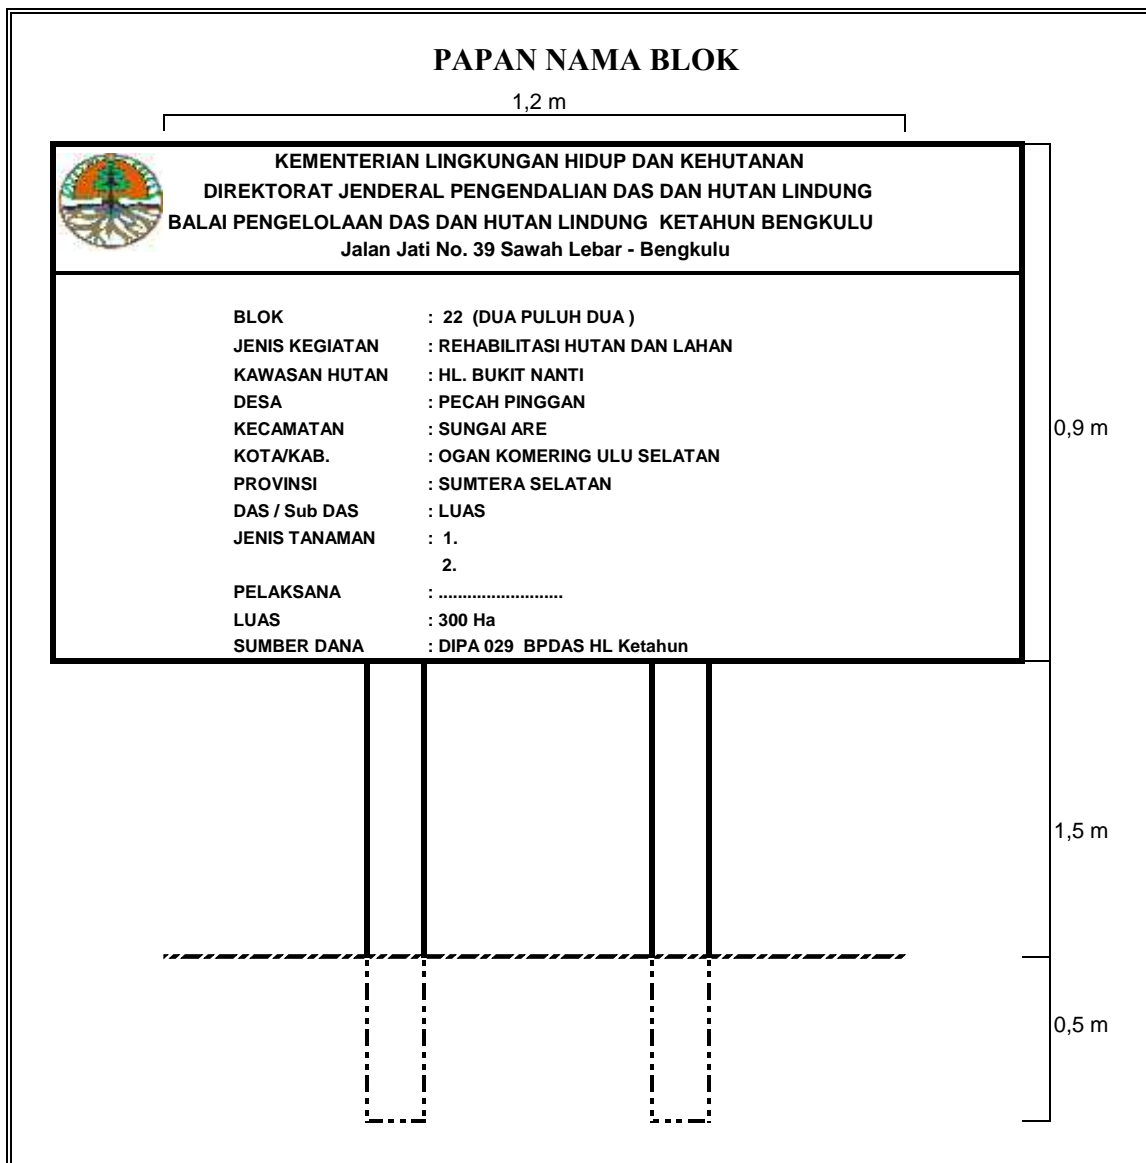 PAPAN NAMA BLOK
1,2 m
KEMENTERIAN LINGKUNGAN HIDUP DAN KEHUTANAN
DIREKTORAT JENDERAL PENGENDALIAN DAS DAN HUTAN LINDUNG
BALAI PENGELOLAAN DAS DAN HUTAN LINDUNG KETAHUN BENGKULU
Jalan Jati No. 39 Sawah Lebar - Bengkulu
BLOK : 22 (DUA PULUH DUA )
JENIS KEGIATAN : REHABILITASI HUTAN DAN LAHAN
KAWASAN HUTAN : HL. BUKIT NANTI
DESA : PECAH PINGGAN
KECAMATAN : SUNGAI ARE
0,9 m
KOTA/KAB. : OGAN KOMERING ULU SELATAN
PROVINSI : SUMTERA SELATAN
DAS / Sub DAS : LUAS
JENIS TANAMAN : 1.
2.
PELAKSANA : ..........................
LUAS : 300 Ha
SUMBER DANA : DIPA 029 BPDAS HL Ketahun
1,5 m
0,5 m